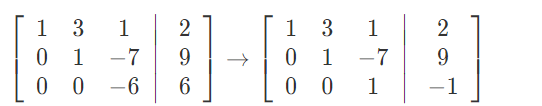 [ 1 3 1 | 2 ] → [ 1 3 1 | 2 ]
[ 0 1 −7 | 9 ] → [ 0 1 −7 | 9 ]
[ 0 0 −6 | 6 ] → [ 0 0 1 | −1 ]